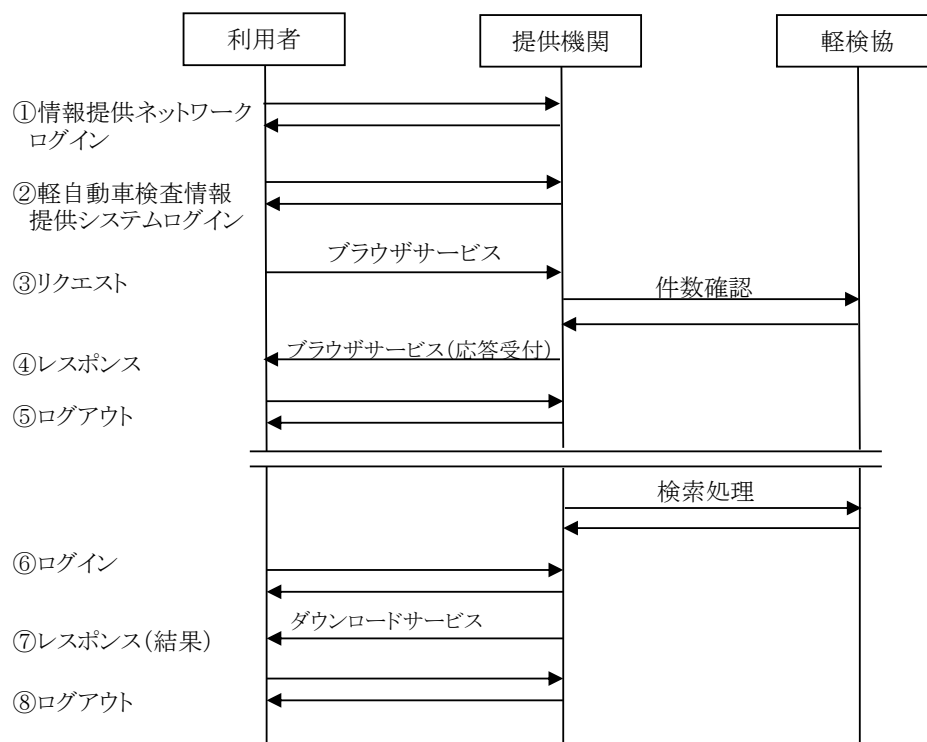 利用者
提供機関
軽検協
①情報提供ネットワーク
ログイン
②軽自動車検査情報
提供システムログイン
ブラウザサービス
③リクエスト
件数確認
ブラウザサービス(応答受付)
④レスポンス
⑤ログアウト
検索処理
⑥ログイン
ダウンロードサービス
⑦レスポンス(結果)
⑧ログアウト